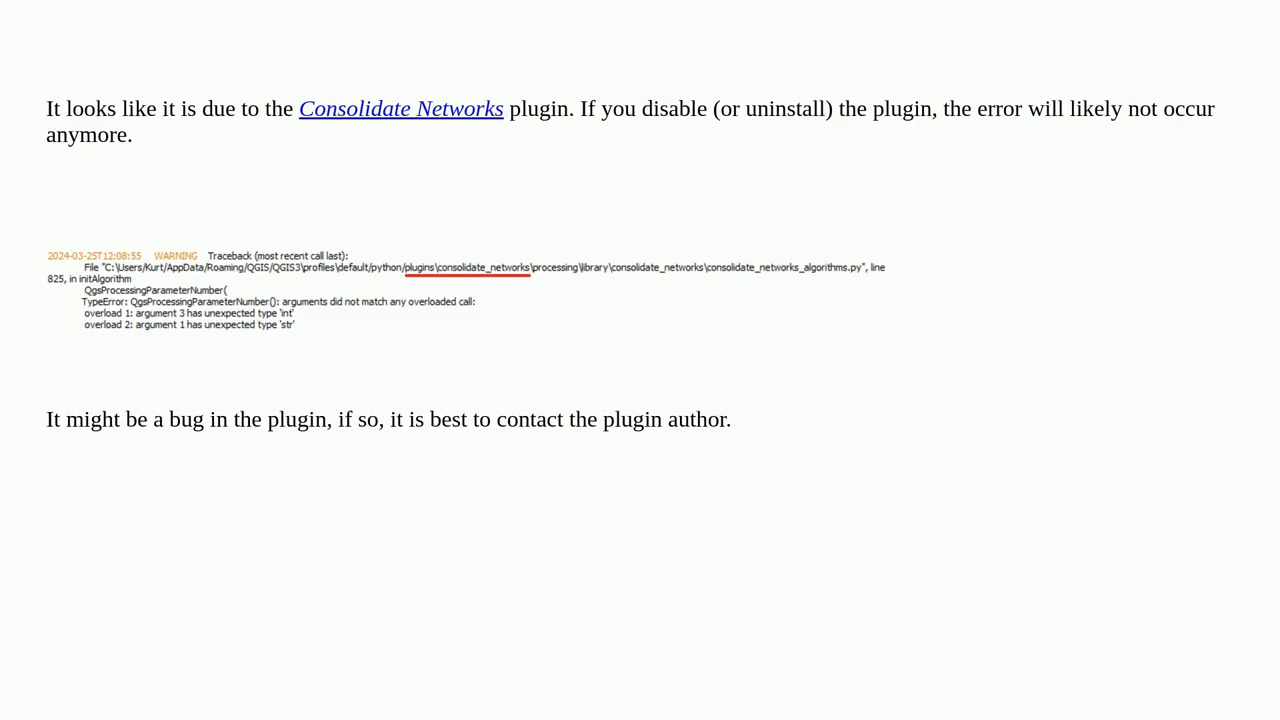 It looks like it is due to the Consolidate Networks plugin. If you disable (or uninstall) the plugin, the error will likely not occur
anymore.
2024-03-25T12:08:55 WARNING Traceback (most recent call last):
File "C:\Users/Kurt/AppData/Roaming/QGIS/QGIS3\profiles\default/python/plugins\consolidate_networks\processing\library\consolidate_networks\consolidate_networks_algorithms.py", line
825, in initAlgorithm
QgsProcessingParameterNumber(
TypeError: QgsProcessingParameterNumber(): arguments did not match any overloaded call:
overload 1: argument 3 has unexpected type 'int'
overload 2: argument 1 has unexpected type 'str'
It might be a bug in the plugin, if so, it is best to contact the plugin author.